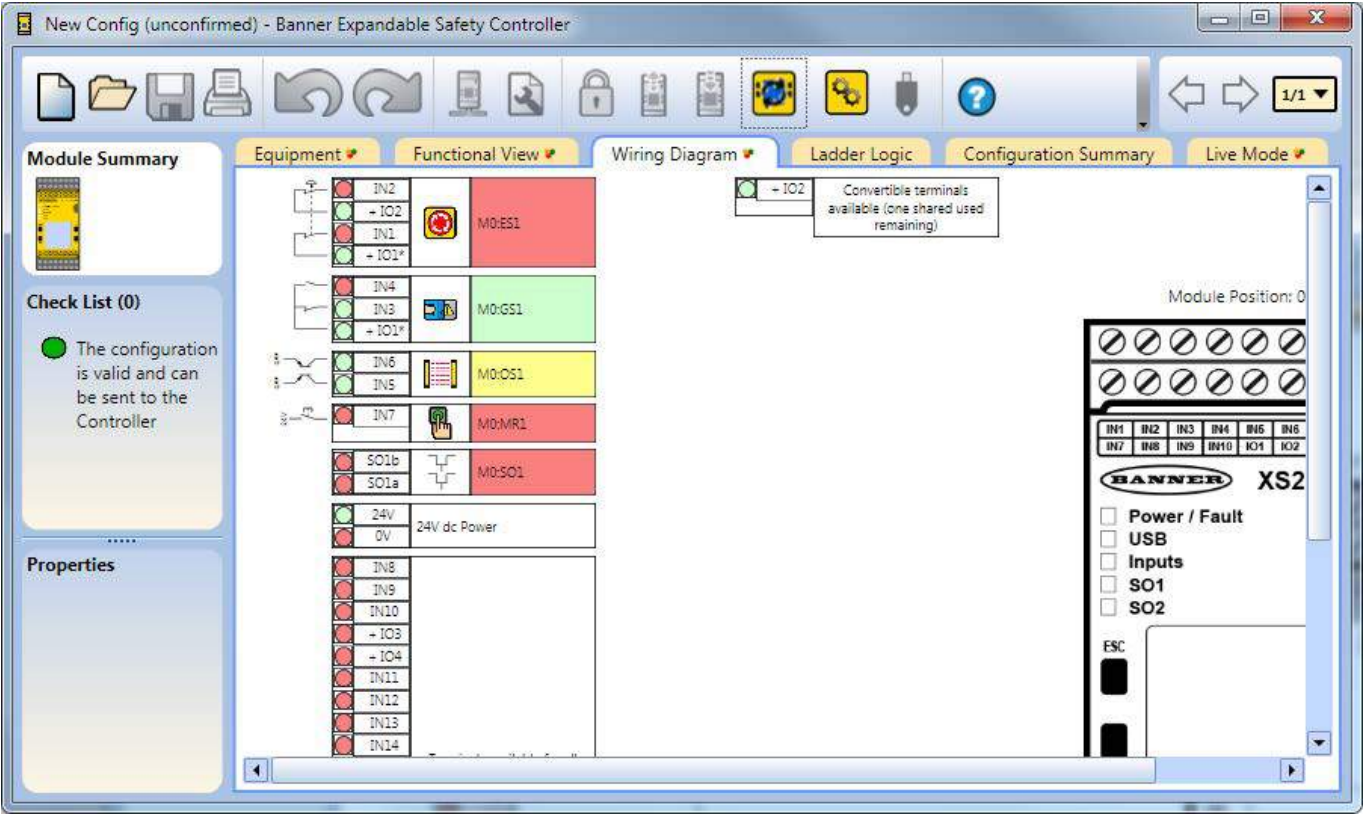 New Config (unconfirmed) - Banner Expandable Safety Controller
1/1
Module Summary
Equipment
Functional View
Wiring Diagram
Ladder Logic
Configuration Summary
Live Mode
Check List (0)
The configuration
is valid and can
be sent to the
Controller
Properties
IN2
+ IO2
IN1
+ IO1*
M0:ES1
IN4
IN3
+ IO1*
M0:GS1
IN6
IN5
M0:OS1
IN7
M0:MR1
SO1b
SO1a
M0:SO1
24V
0V
24V dc Power
IN8
IN9
IN10
+ IO3
+ IO4
IN11
IN12
IN13
IN14
+ IO2
Convertible terminals
available (one shared used
remaining)
Module Position: 0
IN1 IN2 IN3 IN4 IN5 IN6
IN7 IN8 IN9 IN10 IO1 IO2
BANNER XS2
Power / Fault
USB
Inputs
SO1
SO2
ESC